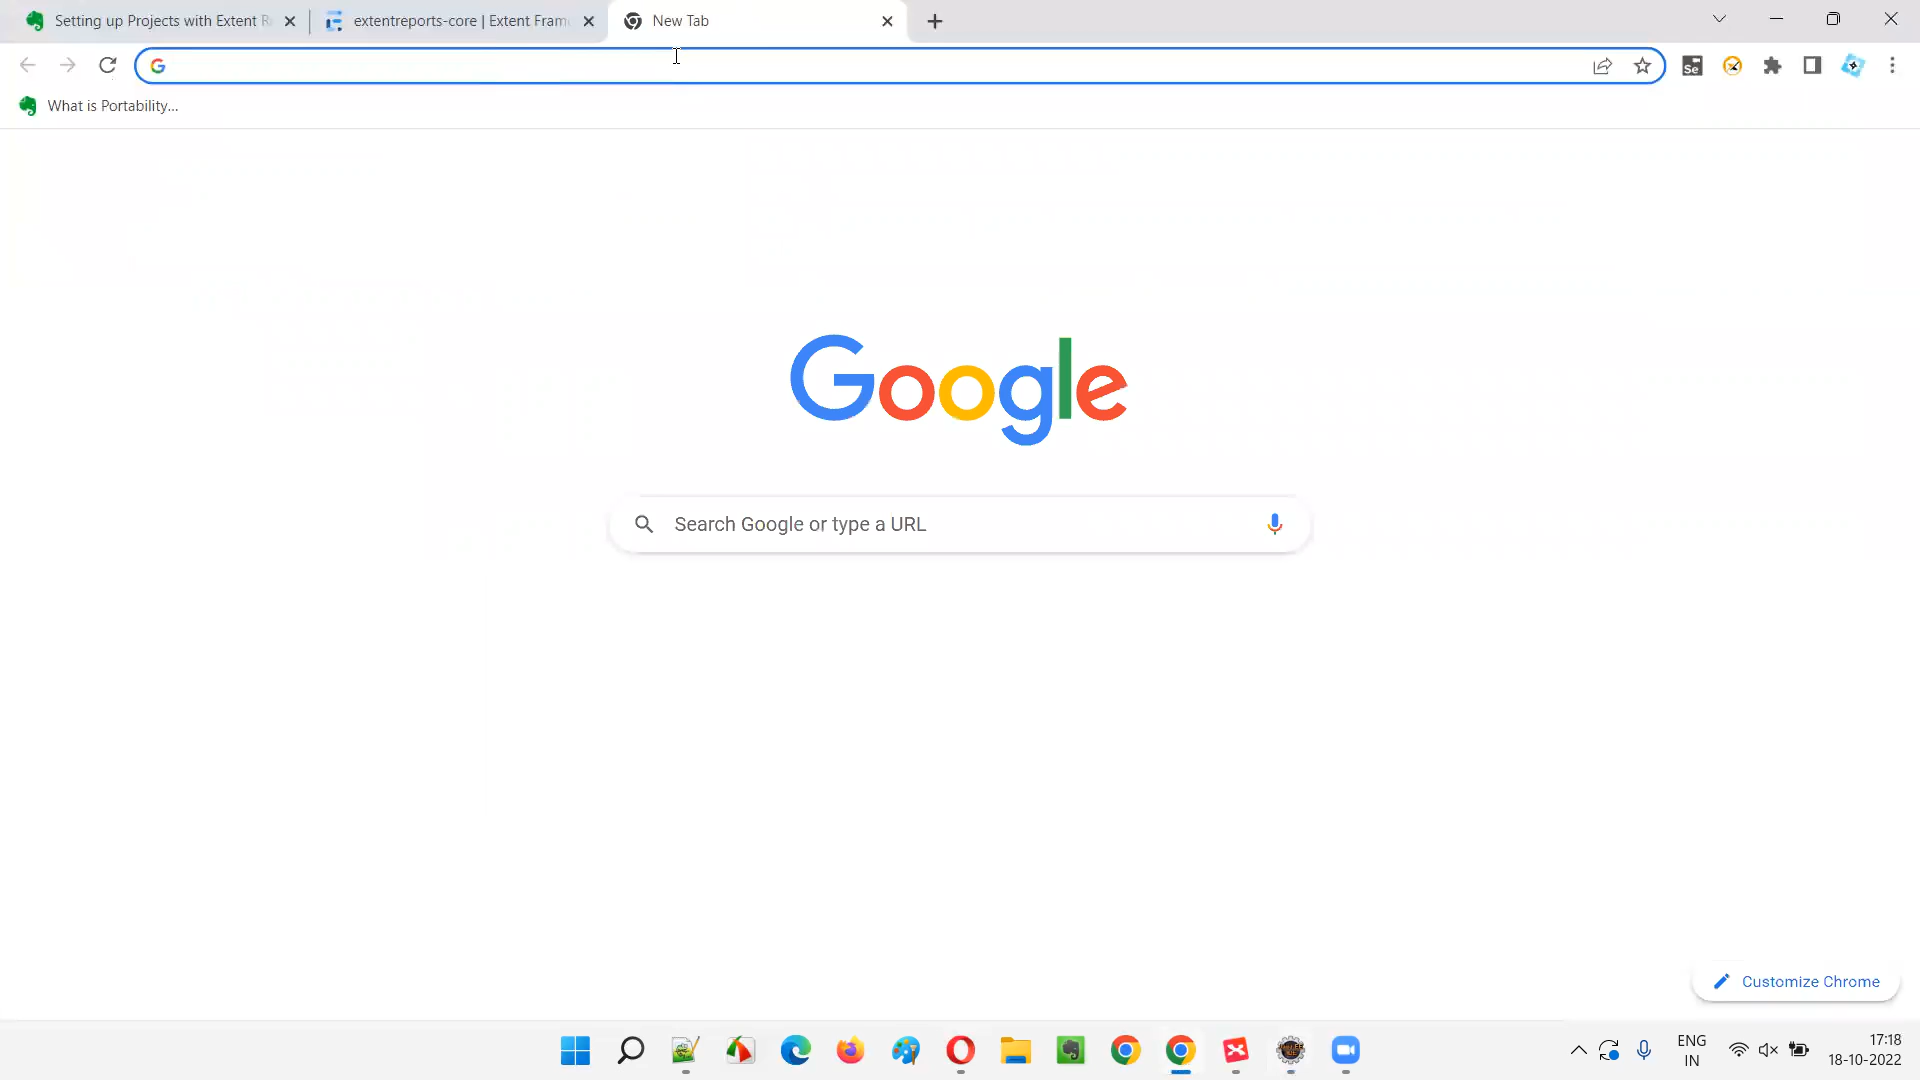 Setting up Projects with Extent R
extentreports-core | Extent Fram
New Tab
What is Portability...
Google
Search Google or type a URL
Customize Chrome
Se
ENG
IN
17:18
18-10-2022